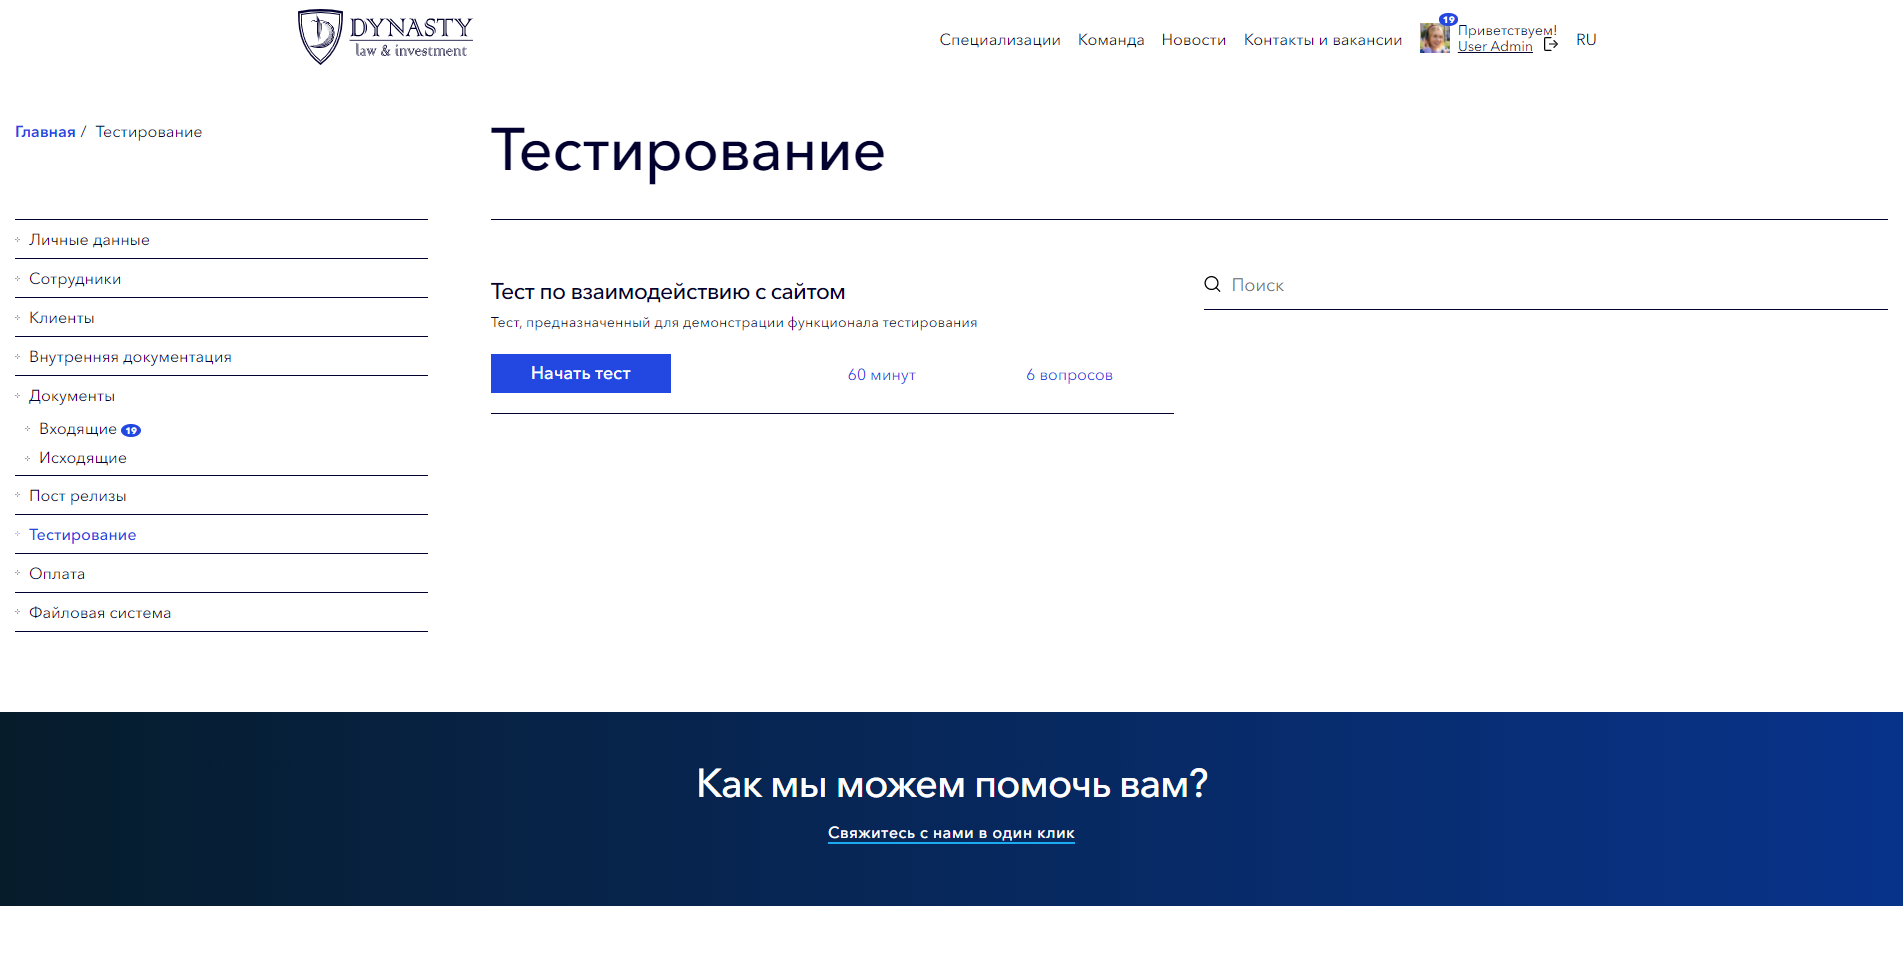 DYNASTY
law & investment
Специализации Команда Новости Контакты и вакансии 19 Приветствуем! RU
User Admin
Главная / Тестирование
Тестирование
Личные данные
Сотрудники
Клиенты
Внутренняя документация
Документы
Входящие 19
Исходящие
Пост релизы
Тестирование
Оплата
Файловая система
Тест по взаимодействию с сайтом
Тест, предназначенный для демонстрации функционала тестирования
Начать тест 60 минут 6 вопросов
Поиск
Как мы можем помочь вам?
Свяжитесь с нами в один клик